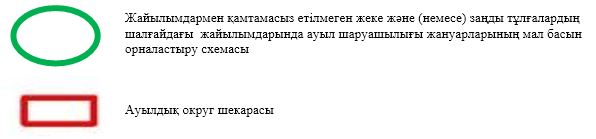 Жайылымдармен қамтамасыз етілмеген жеке және (немесе) заңды тұлғалардың
шалғайдағы жайылымдарында ауыл шаруашылығы жануарларының мал басын
орналастыру схемасы
Ауылдық округ шекарасы